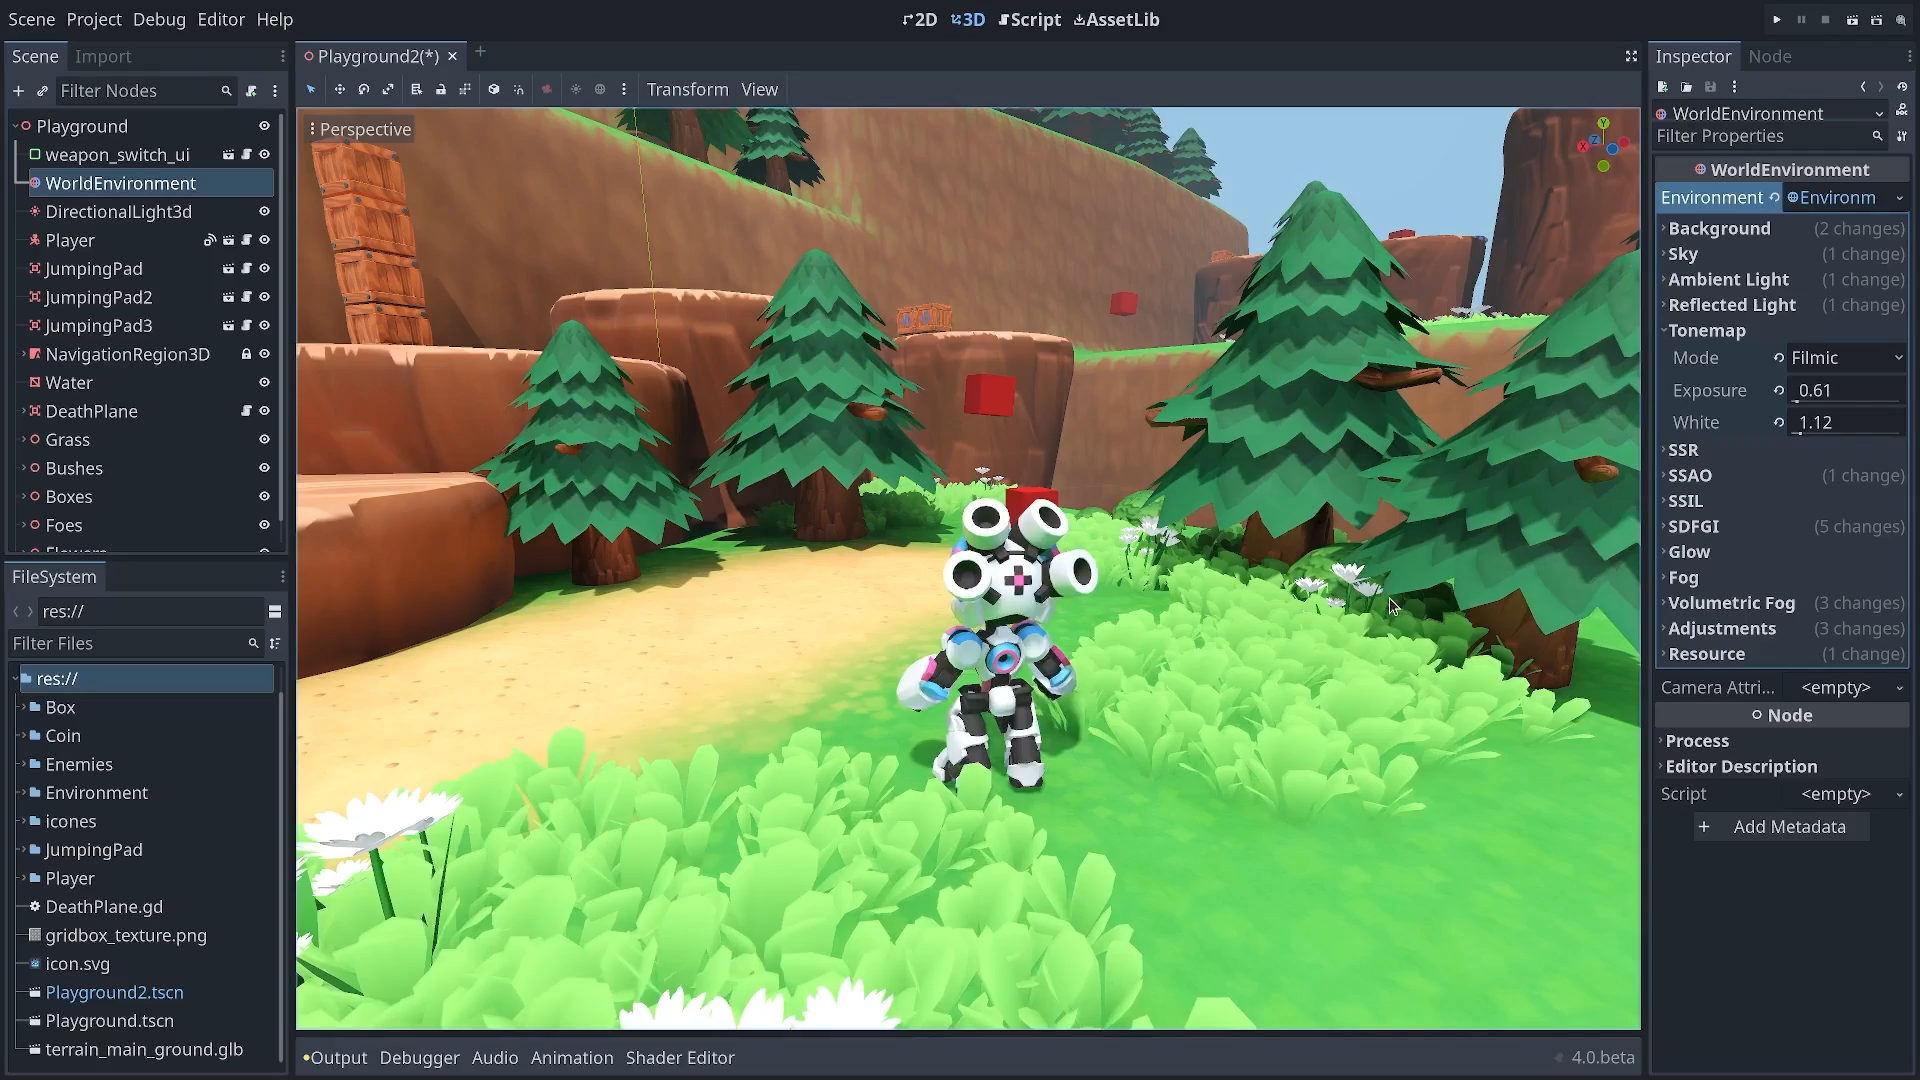 Scene Project Debug Editor Help
2D 3D Script AssetLib
Scene Import
Filter Nodes
Playground
weapon_switch_ui
WorldEnvironment
DirectionalLight3d
Player
JumpingPad
JumpingPad2
JumpingPad3
NavigationRegion3D
Water
DeathPlane
Grass
Bushes
Boxes
Foes
FileSystem
res://
Filter Files
res://
Box
Coin
Enemies
Environment
icones
JumpingPad
Player
DeathPlane.gd
gridbox_texture.png
icon.svg
Playground2.tscn
Playground.tscn
terrain_main_ground.glb
Playground2(*)
Transform View
Perspective
Y
X
Z
Output Debugger Audio Animation Shader Editor
4.0.beta
Inspector Node
WorldEnvironment
Filter Properties
WorldEnvironment
Environment Environm
Background (2 changes)
Sky (1 change)
Ambient Light (1 change)
Reflected Light (1 change)
Tonemap
Mode Filmic
Exposure 0.61
White 1.12
SSR
SSAO (1 change)
SSIL
SDFGI (5 changes)
Glow
Fog
Volumetric Fog (3 changes)
Adjustments (3 changes)
Resource (1 change)
Camera Attri... <empty>
Node
Process
Editor Description
Script <empty>
+ Add Metadata